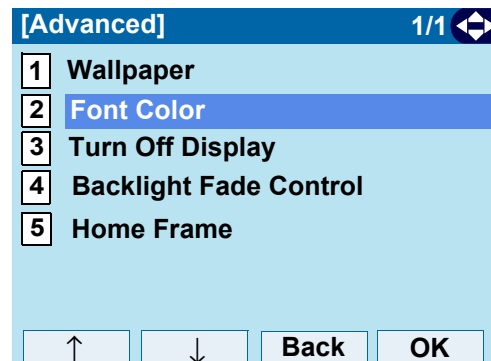 [Advanced] 1/1
1 Wallpaper
2 Font Color
3 Turn Off Display
4 Backlight Fade Control
5 Home Frame
↑ ↓ Back OK